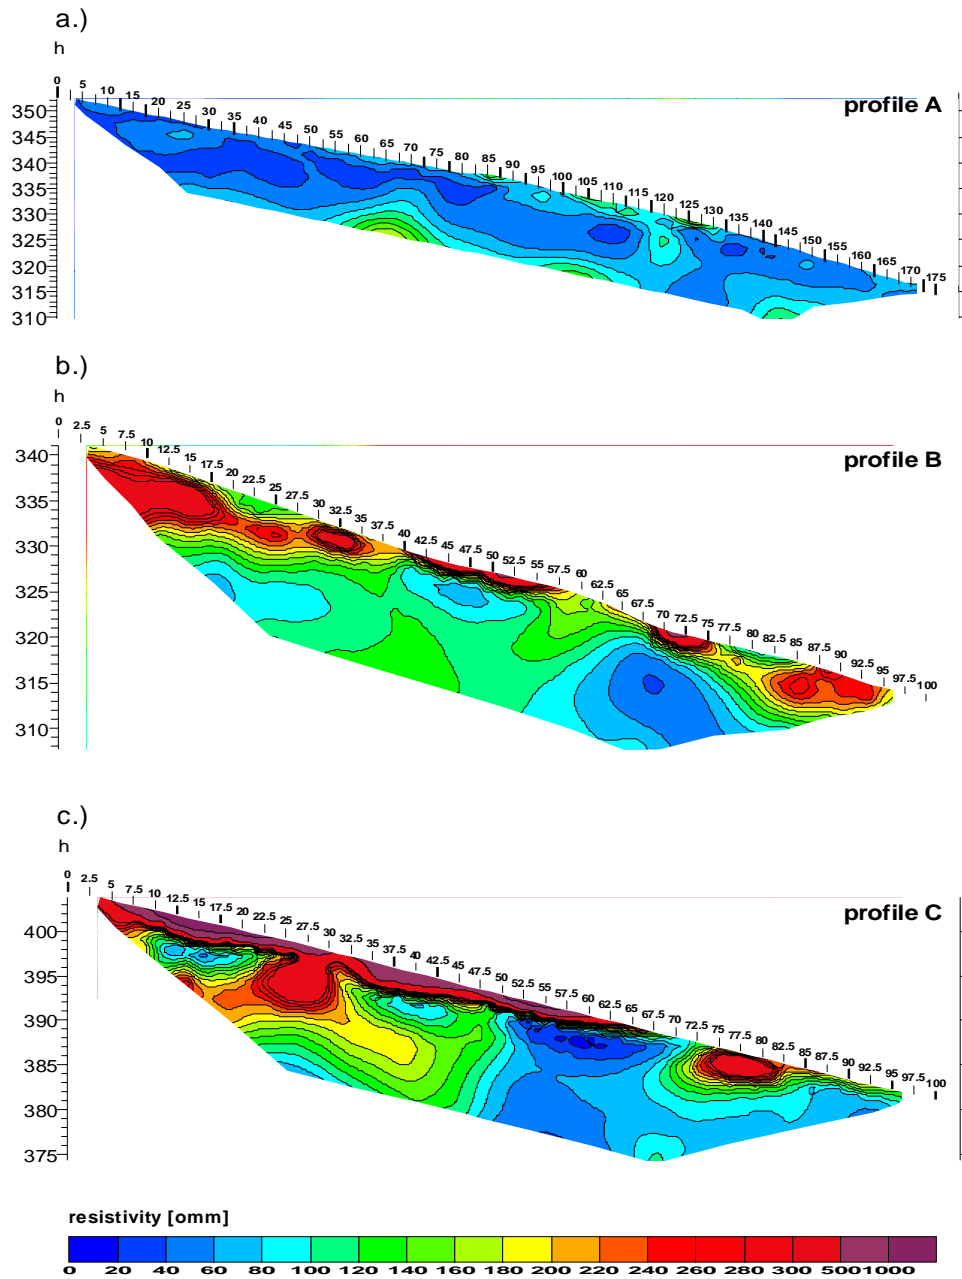 a.)
h
0 5 10 15 20 25 30 35 40 45 50 55 60 65 70 75 80 85 90 95 100 105 110 115 120 125 130 135 140 145 150 155 160 165 170 175
profile A
350
345
340
335
330
325
320
315
310
b.)
h
0 2.5 5 7.5 10 12.5 15 17.5 20 22.5 25 27.5 30 32.5 35 37.5 40 42.5 45 47.5 50 52.5 55 57.5 60 62.5 65 67.5 70 72.5 75 77.5 80 82.5 85 87.5 90 92.5 95 97.5 100
profile B
340
335
330
325
320
315
310
c.)
h
0 2.5 5 7.5 10 12.5 15 17.5 20 22.5 25 27.5 30 32.5 35 37.5 40 42.5 45 47.5 50 52.5 55 57.5 60 62.5 65 67.5 70 72.5 75 77.5 80 82.5 85 87.5 90 92.5 95 97.5 100
profile C
400
395
390
385
380
375
resistivity [omm]
0 20 40 60 80 100 120 140 160 180 200 220 240 260 280 300 500 1000